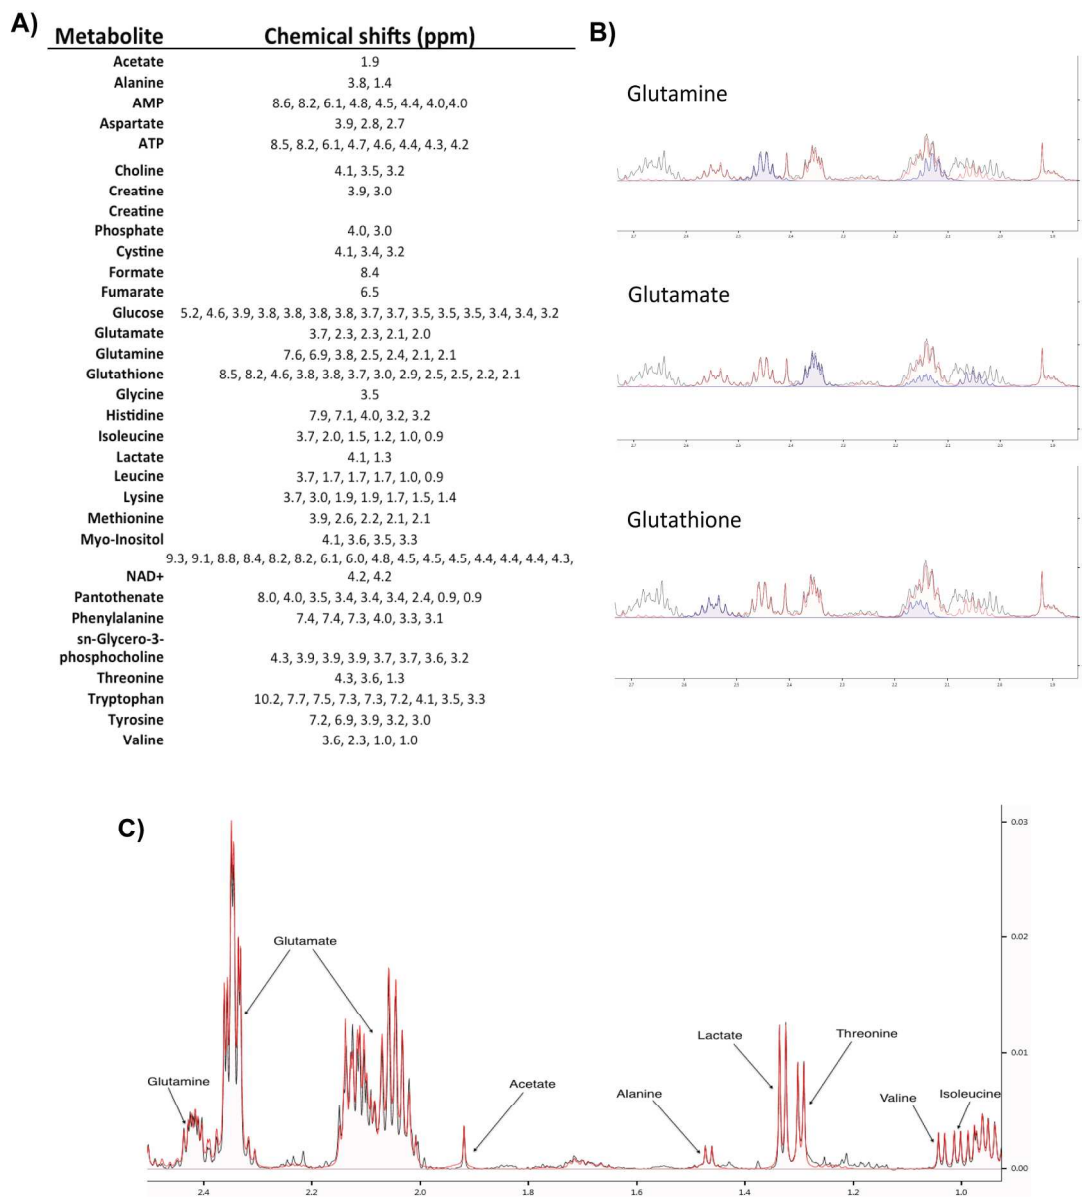 A)
Metabolite Chemical shifts (ppm)
Acetate 1.9
Alanine 3.8, 1.4
AMP 8.6, 8.2, 6.1, 4.8, 4.5, 4.4, 4.0,4.0
Aspartate 3.9, 2.8, 2.7
ATP 8.5, 8.2, 6.1, 4.7, 4.6, 4.4, 4.3, 4.2
Choline 4.1, 3.5, 3.2
Creatine 3.9, 3.0
Creatine
Phosphate 4.0, 3.0
Cystine 4.1, 3.4, 3.2
Formate 8.4
Fumarate 6.5
Glucose 5.2, 4.6, 3.9, 3.8, 3.8, 3.8, 3.8, 3.7, 3.7, 3.5, 3.5, 3.5, 3.4, 3.4, 3.2
Glutamate 3.7, 2.3, 2.3, 2.1, 2.0
Glutamine 7.6, 6.9, 3.8, 2.5, 2.4, 2.1, 2.1
Glutathione 8.5, 8.2, 4.6, 3.8, 3.8, 3.7, 3.0, 2.9, 2.5, 2.5, 2.2, 2.1
Glycine 3.5
Histidine 7.9, 7.1, 4.0, 3.2, 3.2
Isoleucine 3.7, 2.0, 1.5, 1.2, 1.0, 0.9
Lactate 4.1, 1.3
Leucine 3.7, 1.7, 1.7, 1.7, 1.0, 0.9
Lysine 3.7, 3.0, 1.9, 1.9, 1.7, 1.5, 1.4
Methionine 3.9, 2.6, 2.2, 2.1, 2.1
Myo-Inositol 4.1, 3.6, 3.5, 3.3
9.3, 9.1, 8.8, 8.4, 8.2, 8.2, 6.1, 6.0, 4.8, 4.5, 4.5, 4.5, 4.4, 4.4, 4.4, 4.3,
NAD+ 4.2, 4.2
Pantothenate 8.0, 4.0, 3.5, 3.4, 3.4, 3.4, 2.4, 0.9, 0.9
Phenylalanine 7.4, 7.4, 7.3, 4.0, 3.3, 3.1
sn-Glycero-3-
phosphocholine 4.3, 3.9, 3.9, 3.9, 3.7, 3.7, 3.6, 3.2
Threonine 4.3, 3.6, 1.3
Tryptophan 10.2, 7.7, 7.5, 7.3, 7.3, 7.2, 4.1, 3.5, 3.3
Tyrosine 7.2, 6.9, 3.9, 3.2, 3.0
Valine 3.6, 2.3, 1.0, 1.0
B)
Glutamine
Glutamate
Glutathione
C)
0.03
0.02
0.01
0.00
Glutamate
Glutamine
Acetate
Alanine
Lactate
Threonine
Valine
Isoleucine
2.4 2.2 2.0 1.8 1.6 1.4 1.2 1.0